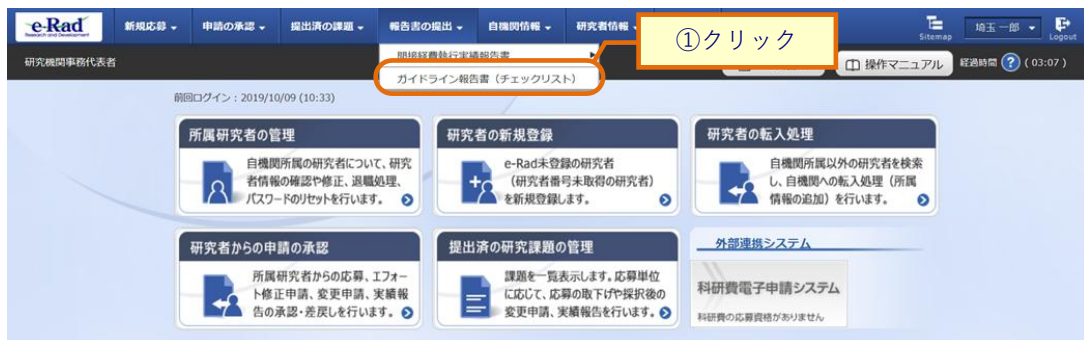 e-Rad
Research and Development
新規応募
申請の承認
提出済の課題
報告書の提出
自機関情報
研究者情報
Sitemap
埼玉 一郎
Logout
①クリック
研究機関事務代表者
間接経費執行実績報告書
ガイドライン報告書（チェックリスト）
操作マニュアル
経過時間 ? ( 03:07 )
前回ログイン：2019/10/09 (10:33)
所属研究者の管理
自機関所属の研究者について、研究
者情報の確認や修正、退職処理、
パスワードのリセットを行います。
研究者の新規登録
e-Rad未登録の研究者
（研究者番号未取得の研究者）
を新規登録します。
研究者の転入処理
自機関所属以外の研究者を検索
し、自機関への転入処理（所属
情報の追加）を行います。
研究者からの申請の承認
所属研究者からの応募、エフォー
ト修正申請、変更申請、実績報
告の承認・差戻しを行います。
提出済の研究課題の管理
課題を一覧表示します。応募単位
に応じて、応募の取下げや採択後の
変更申請、実績報告を行います。
外部連携システム
科研費電子申請システム
科研費の応募資格がありません